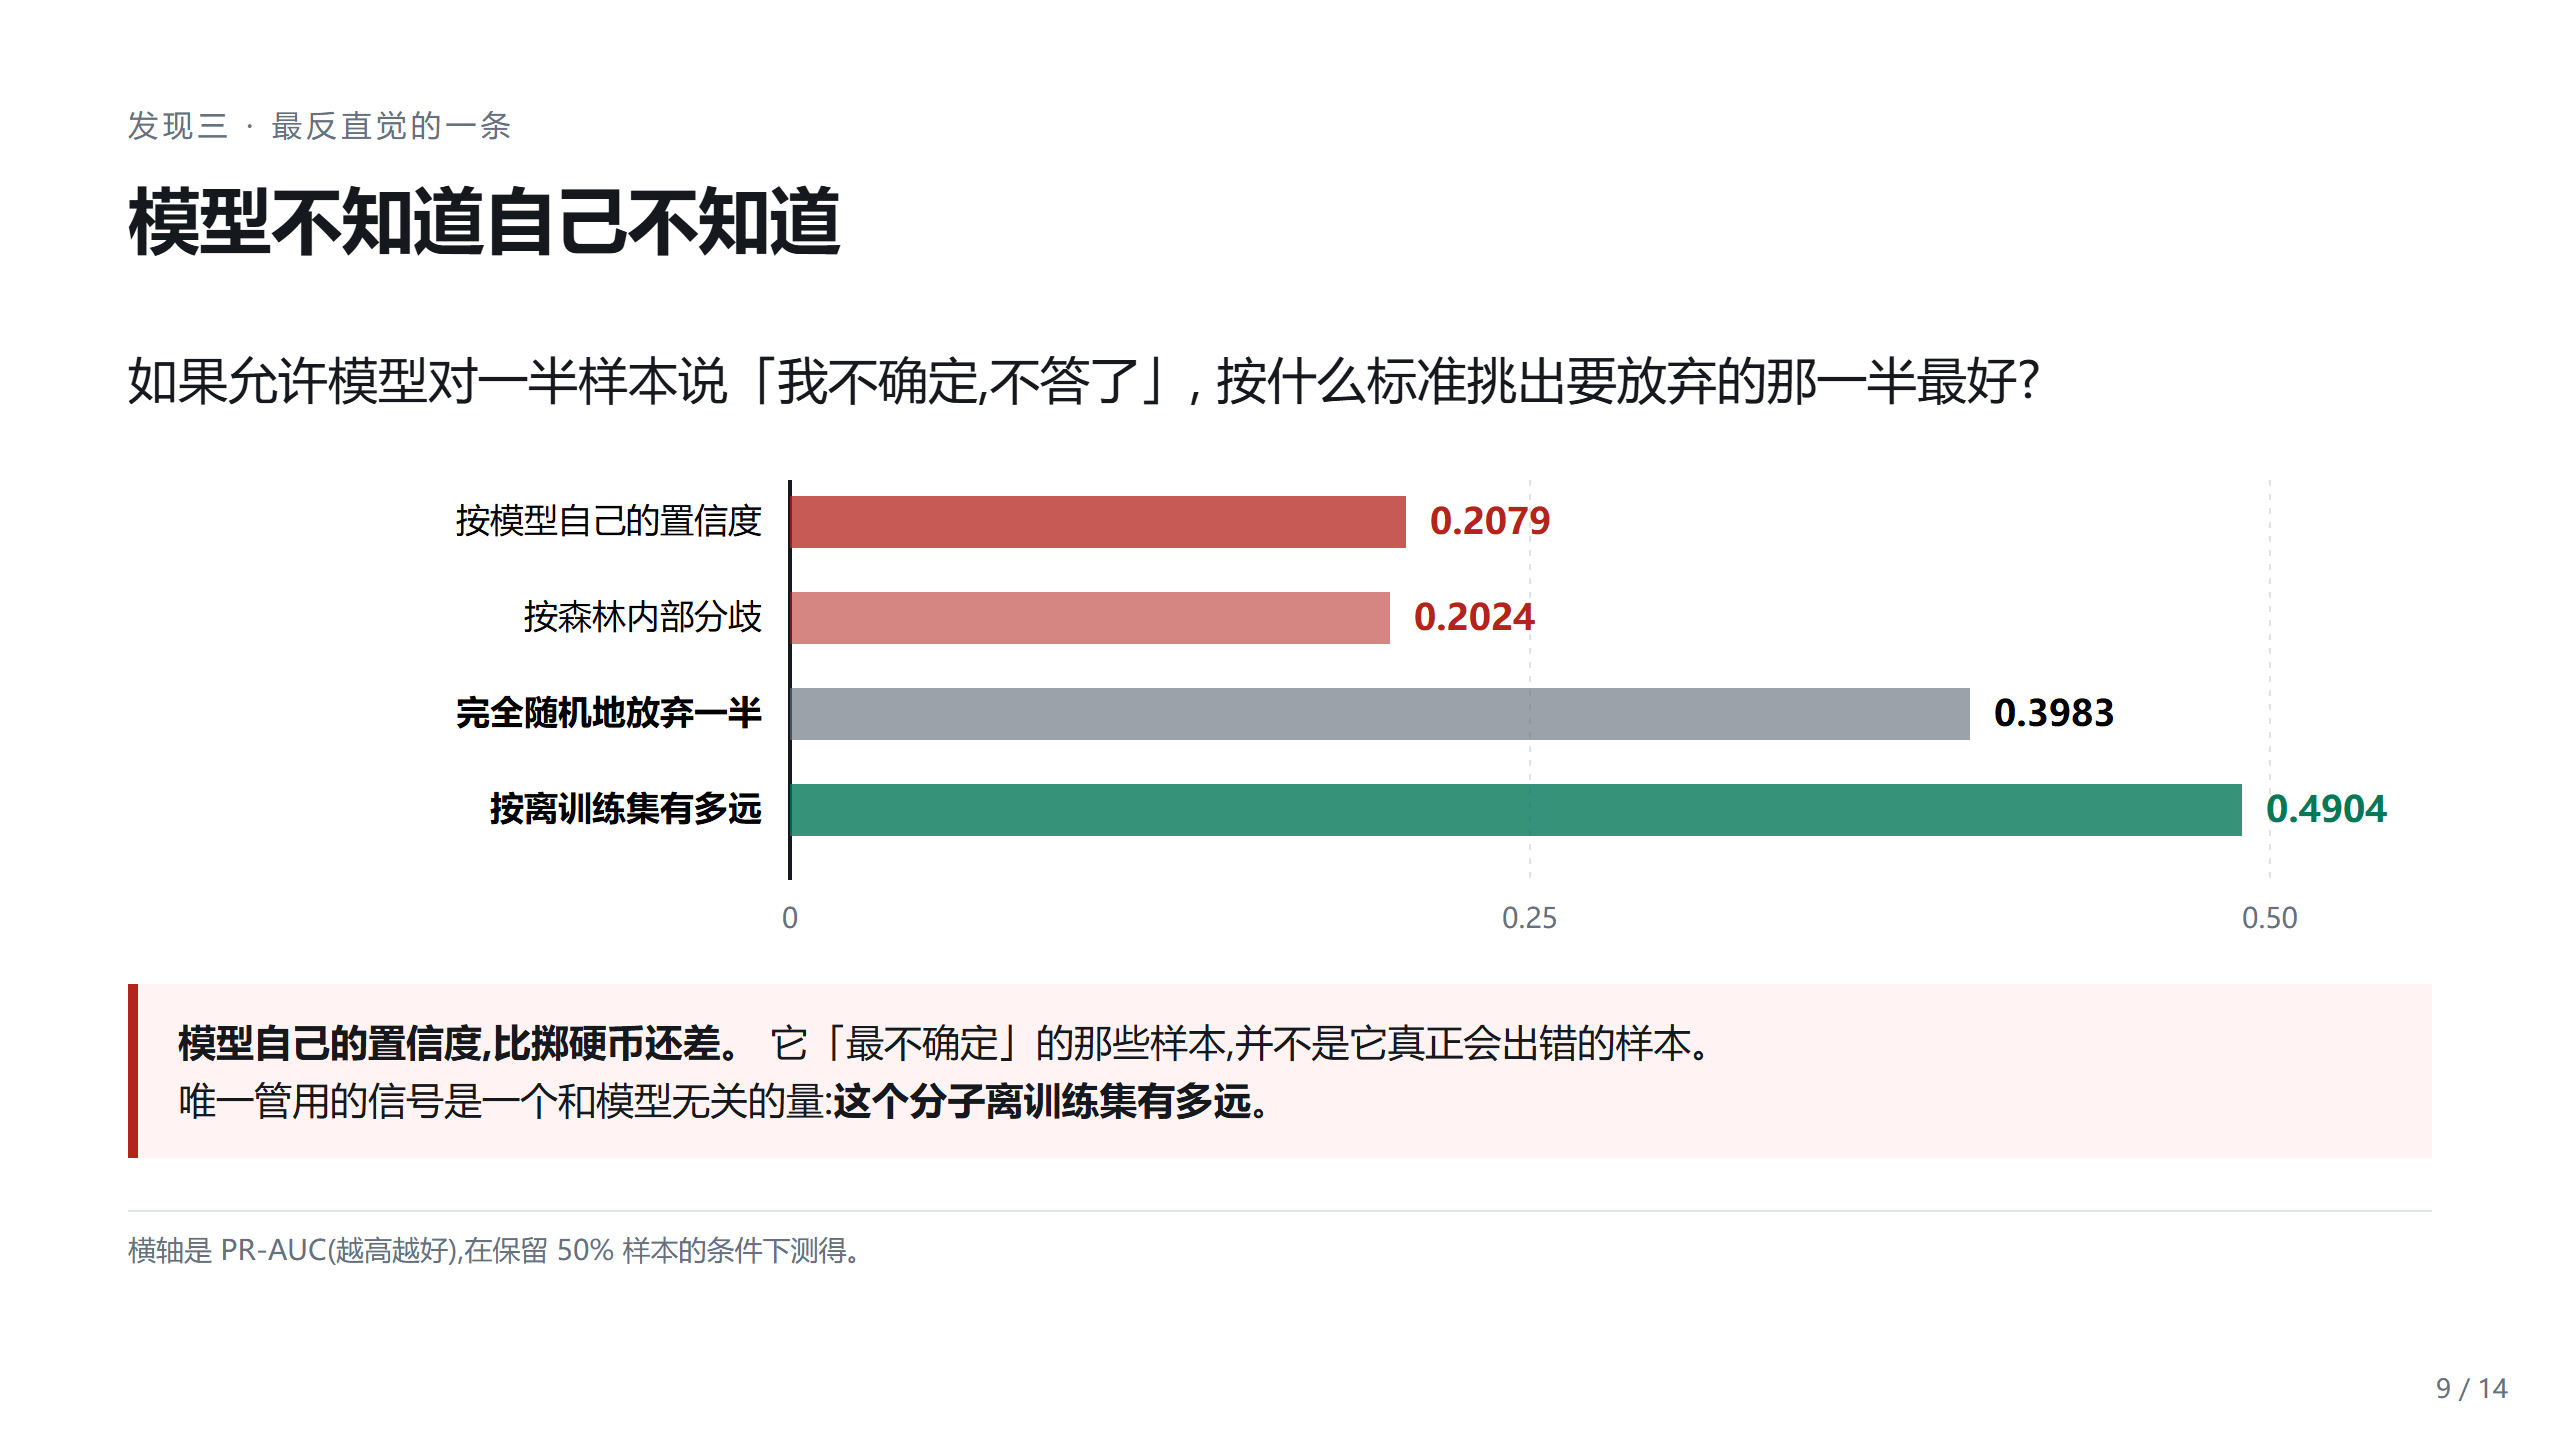 发现三 · 最反直觉的一条
模型不知道自己不知道
如果允许模型对一半样本说「我不确定,不答了」, 按什么标准挑出要放弃的那一半最好?
按模型自己的置信度 0.2079
按森林内部分歧 0.2024
完全随机地放弃一半 0.3983
按离训练集有多远 0.4904
0 0.25 0.50
模型自己的置信度,比掷硬币还差。 它「最不确定」的那些样本,并不是它真正会出错的样本。
唯一管用的信号是一个和模型无关的量:这个分子离训练集有多远。
横轴是 PR-AUC(越高越好),在保留 50% 样本的条件下测得。
9 / 14